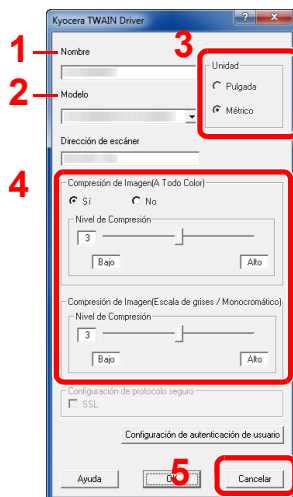 Kyocera TWAIN Driver
1
Nombre
2
Modelo
3
Unidad
Pulgada
Métrico
Dirección de escáner
4
Compresión de Imagen(A Todo Color)
Sí No
Nivel de Compresión
3
Bajo Alto
Compresión de Imagen(Escala de grises / Monocromático)
Nivel de Compresión
3
Bajo Alto
Configuración de protocolo seguro
SSL
Configuración de autenticación de usuario
5
Ayuda Cancelar